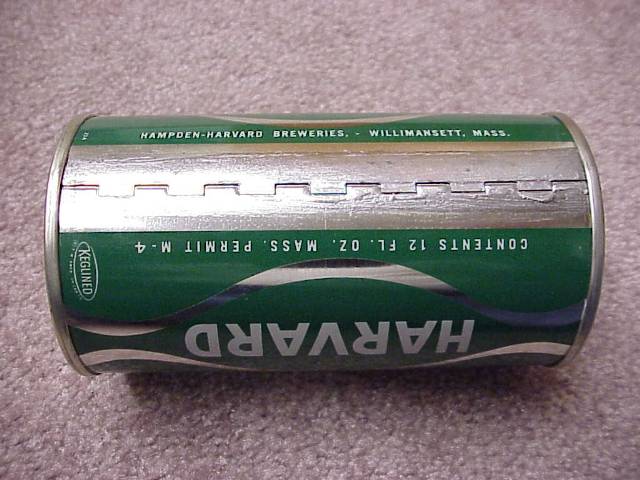 HAMPDEN-HARVARD BREWERIES, - WILLIMANSETT, MASS.
CONTENTS 12 FL. OZ. MASS. PERMIT M-4
KEGLINED
HARVARD